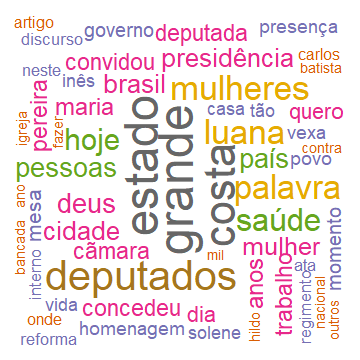 artigo
governo deputada presença
discurso
convidou presidência carlos
batista
neste inês brasil mulheres
pereira maria casa tão quero
igreja fazer hoje estado grande luana vexa
contra
pessoas costa país povo
ano deus palavra
bancada mesa cidade saúde momento
câmara mil mulher
interno deputados anos trabalho ata
vida concedeu dia regimento nacional outros
onde homenagem solene hildo
reforma